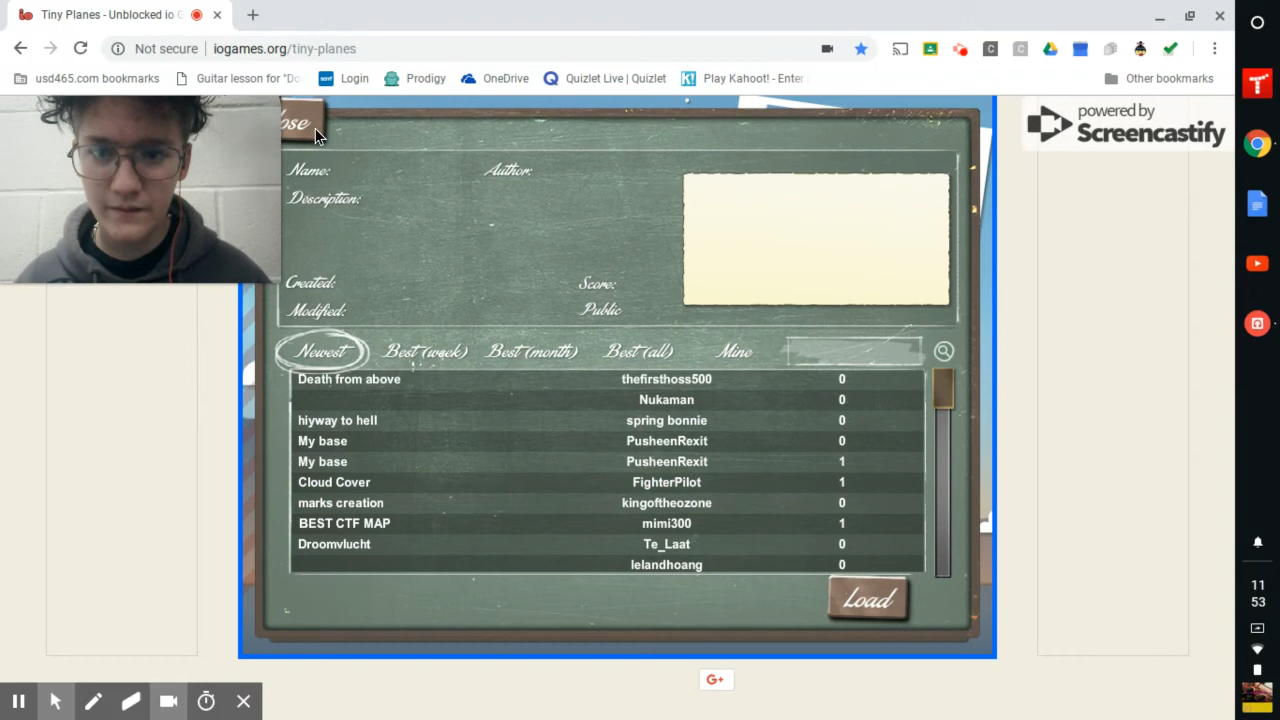 Tiny Planes - Unblocked io G
Not secure iogames.org/tiny-planes
usd465.com bookmarks Guitar lesson for "Do Login Prodigy OneDrive Quizlet Live | Quizlet Play Kahoot! - Enter Other bookmarks
powered by
Screencastify
ose
Name: Author:
Description:
Created: Score:
Modified: Public
Newest Best (week) Best (month) Best (all) Mine
Death from above thefirsthoss500 0
Nukaman 0
hiyway to hell spring bonnie 0
My base PusheenRexit 0
My base PusheenRexit 1
Cloud Cover FighterPilot 1
marks creation kingoftheozone 0
BEST CTF MAP mimi300 1
Droomvlucht Te_Laat 0
lelandhoang 0
Load
G+
11
53